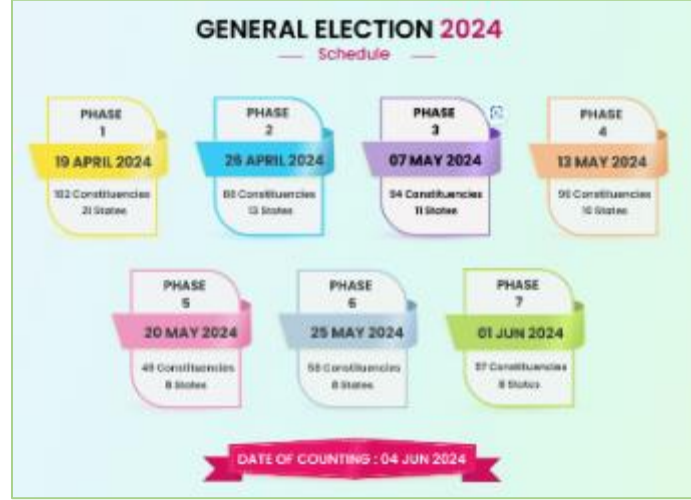 GENERAL ELECTION 2024
Schedule
PHASE
1
19 APRIL 2024
102 Constituencies
21 States
PHASE
2
26 APRIL 2024
Constituencies
13 States
PHASE
3
07 MAY 2024
94 Constituencies
11 States
PHASE
4
13 MAY 2024
96 Constituencies
10 States
PHASE
5
20 MAY 2024
49 Constituencies
8 States
PHASE
6
25 MAY 2024
58 Constituencies
8 States
PHASE
7
01 JUN 2024
57 Constituencies
8 States
DATE OF COUNTING : 04 JUN 2024